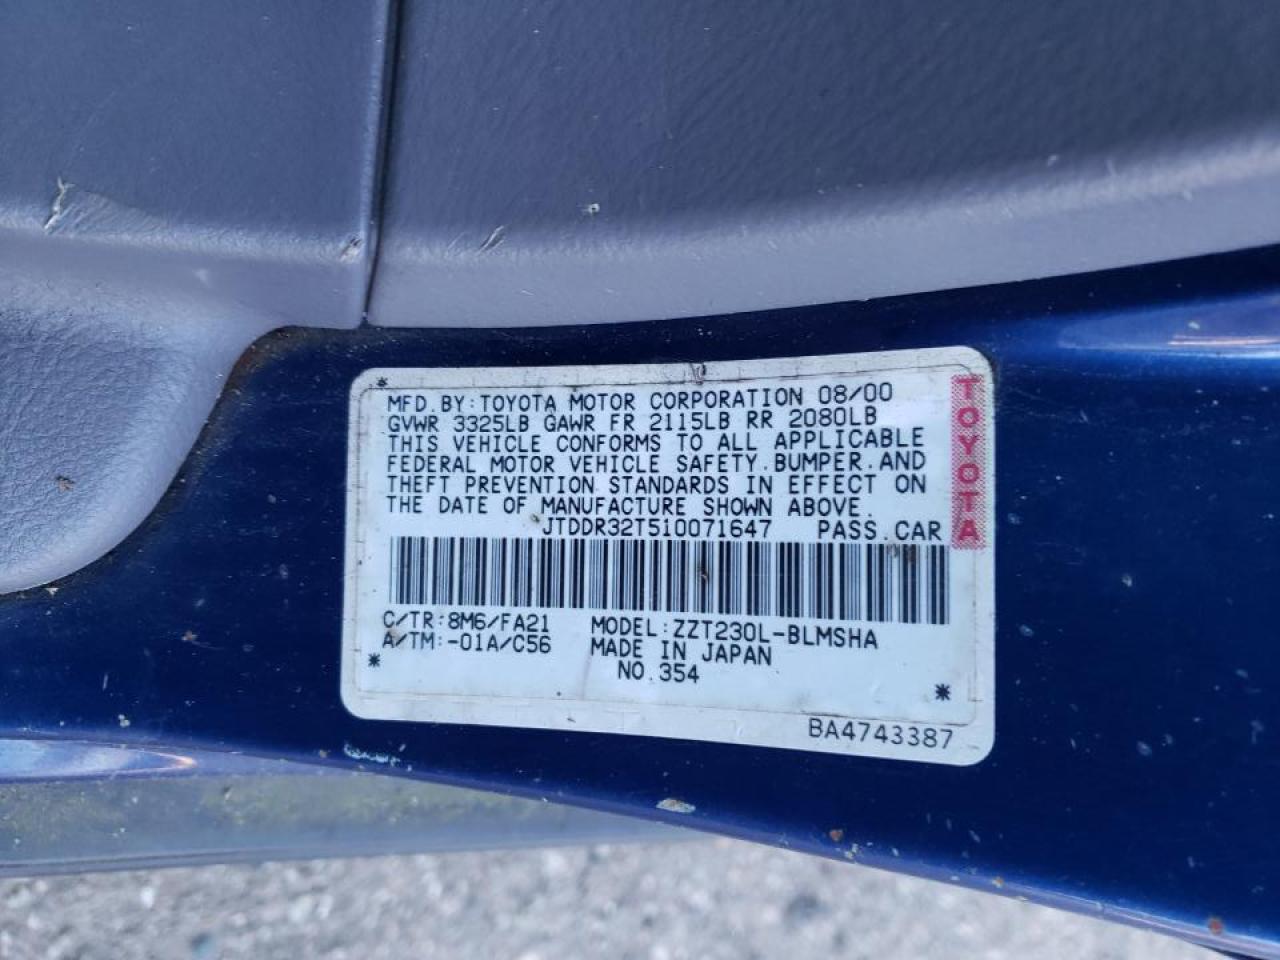 MFD. BY: TOYOTA MOTOR CORPORATION 08/00
GVWR 3325LB GAWR FR 2115LB RR 2080LB
THIS VEHICLE CONFORMS TO ALL APPLICABLE
FEDERAL MOTOR VEHICLE SAFETY. BUMPER. AND
THEFT PREVENTION STANDARDS IN EFFECT ON
THE DATE OF MANUFACTURE SHOWN ABOVE.
JTDDR32T510071647 PASS. CAR
TOYOTA
C/TR: 8M6/FA21 MODEL: ZZT230L-BLMSHA
A/TM: -01A/C56 MADE IN JAPAN
NO. 354
BA4743387